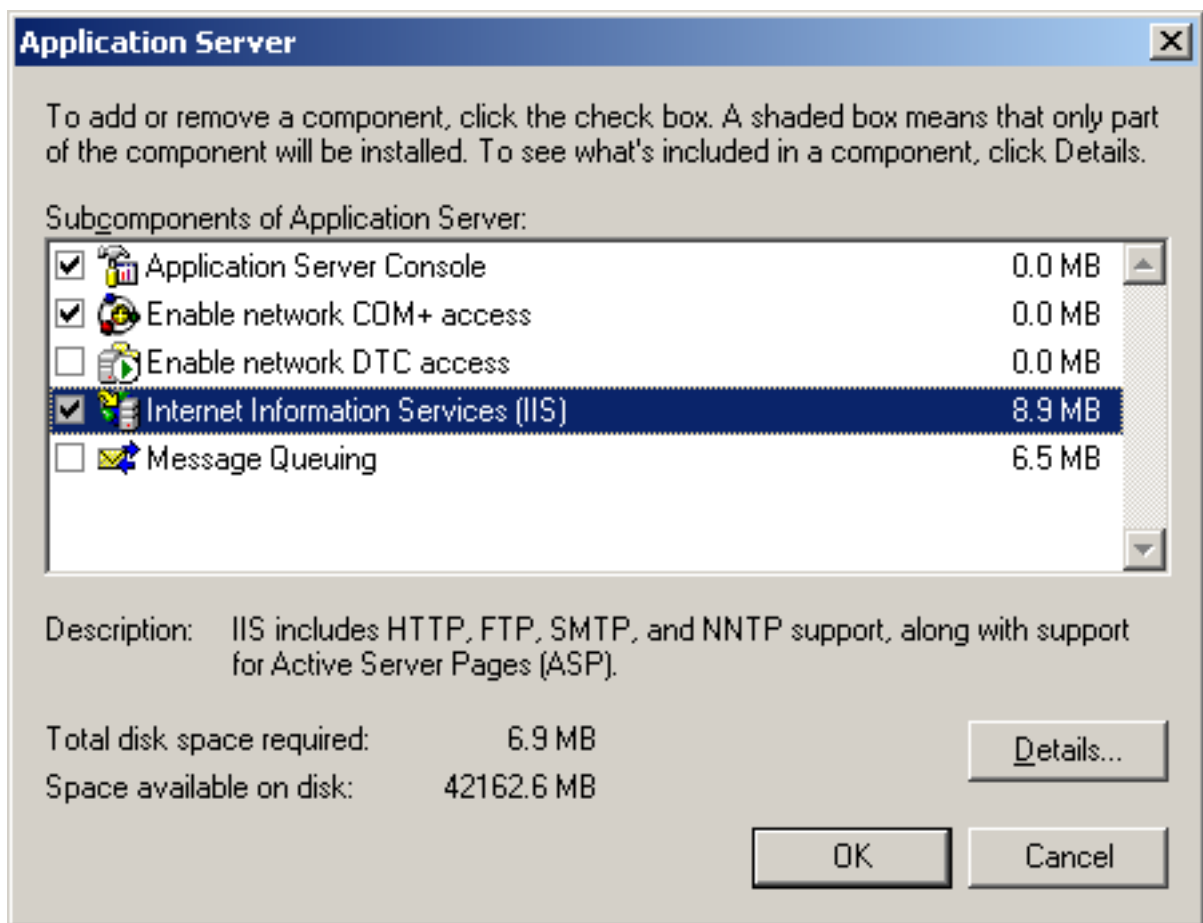 Application Server
To add or remove a component, click the check box. A shaded box means that only part
of the component will be installed. To see what's included in a component, click Details.
Subcomponents of Application Server:
Application Server Console 0.0 MB
Enable network COM+ access 0.0 MB
Enable network DTC access 0.0 MB
Internet Information Services (IIS) 8.9 MB
Message Queuing 6.5 MB
Description: IIS includes HTTP, FTP, SMTP, and NNTP support, along with support
for Active Server Pages (ASP).
Total disk space required: 6.9 MB
Details...
Space available on disk: 42162.6 MB
OK Cancel